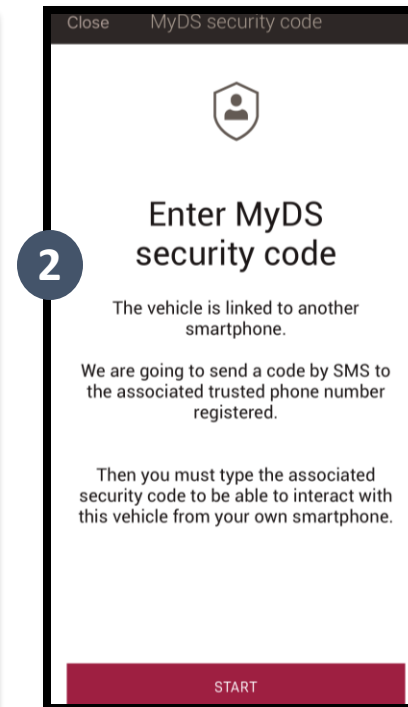 Close MyDS security code
Enter MyDS
security code
2
The vehicle is linked to another
smartphone.
We are going to send a code by SMS to
the associated trusted phone number
registered.
Then you must type the associated
security code to be able to interact with
this vehicle from your own smartphone.
START